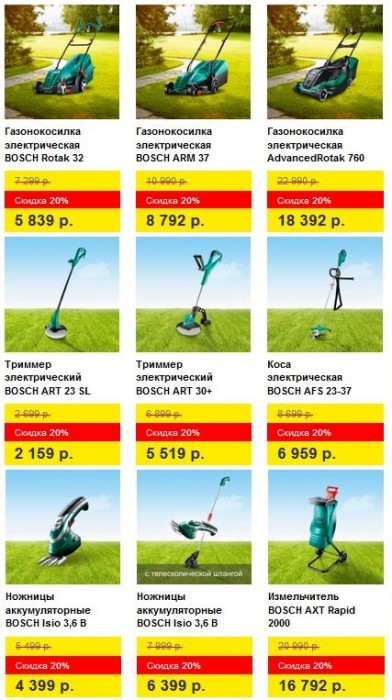 Газонокосилка
электрическая
BOSCH Rotak 32
7 299 р.
Скидка 20%
5 839 р.
Газонокосилка
электрическая
BOSCH ARM 37
10 990 р.
Скидка 20%
8 792 р.
Газонокосилка
электрическая
AdvancedRotak 760
22 990 р.
Скидка 20%
18 392 р.
Триммер
электрический
BOSCH ART 23 SL
2 699 р.
Скидка 20%
2 159 р.
Триммер
электрический
BOSCH ART 30+
6 899 р.
Скидка 20%
5 519 р.
Коса
электрическая
BOSCH AFS 23-37
8 699 р.
Скидка 20%
6 959 р.
Ножницы
аккумуляторные
BOSCH Isio 3,6 В
5 499 р.
Скидка 20%
4 399 р.
с телескопической штангой
Ножницы
аккумуляторные
BOSCH Isio 3,6 В
7 999 р.
Скидка 20%
6 399 р.
Измельчитель
BOSCH AXT Rapid
2000
20 990 р.
Скидка 20%
16 792 р.